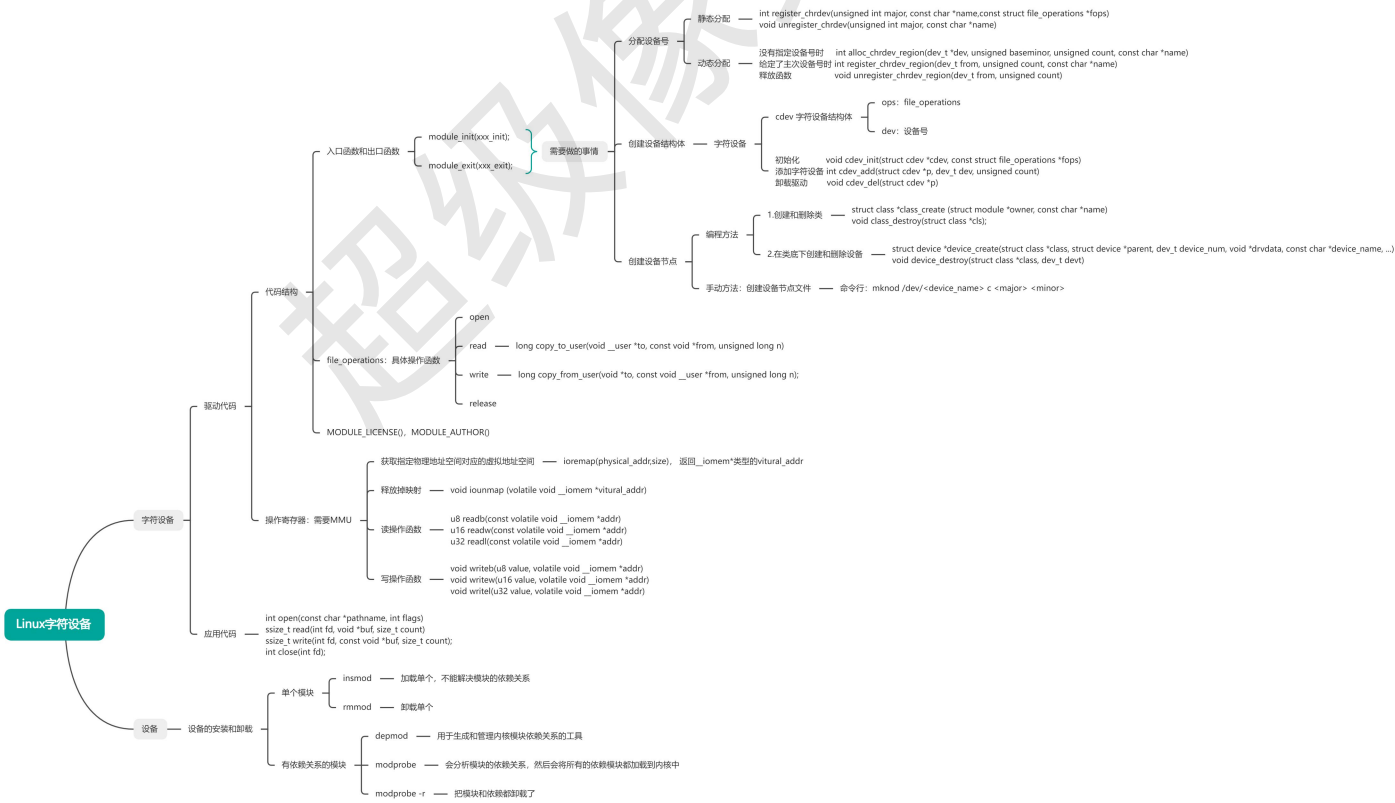 静态分配
int register_chrdev(unsigned int major, const char *name,const struct file_operations *fops)
void unregister_chrdev(unsigned int major, const char *name)
分配设备号
动态分配
没有指定设备号时 int alloc_chrdev_region(dev_t *dev, unsigned baseminor, unsigned count, const char *name)
给定了主次设备号时 int register_chrdev_region(dev_t from, unsigned count, const char *name)
释放函数 void unregister_chrdev_region(dev_t from, unsigned count)
ops：file_operations
cdev 字符设备结构体
dev：设备号
入口函数和出口函数
module_init(xxx_init);
module_exit(xxx_exit);
需要做的事情
创建设备结构体
字符设备
初始化 void cdev_init(struct cdev *cdev, const struct file_operations *fops)
添加字符设备 int cdev_add(struct cdev *p, dev_t dev, unsigned count)
卸载驱动 void cdev_del(struct cdev *p)
1.创建和删除类
struct class *class_create (struct module *owner, const char *name)
void class_destroy(struct class *cls);
编程方法
2.在类底下创建和删除设备
struct device *device_create(struct class *class, struct device *parent, dev_t device_num, void *drvdata, const char *device_name, ...)
void device_destroy(struct class *class, dev_t devt)
创建设备节点
手动方法：创建设备节点文件
命令行：mknod /dev/<device_name> c <major> <minor>
代码结构
open
read
long copy_to_user(void __user *to, const void *from, unsigned long n)
file_operations：具体操作函数
write
long copy_from_user(void *to, const void __user *from, unsigned long n);
release
驱动代码
MODULE_LICENSE()，MODULE_AUTHOR()
获取指定物理地址空间对应的虚拟地址空间
ioremap(physical_addr,size)， 返回__iomem*类型的vitural_addr
释放掉映射
void iounmap (volatile void __iomem *vitural_addr)
字符设备
操作寄存器：需要MMU
读操作函数
u8 readb(const volatile void __iomem *addr)
u16 readw(const volatile void __iomem *addr)
u32 readl(const volatile void __iomem *addr)
写操作函数
void writeb(u8 value, volatile void __iomem *addr)
void writew(u16 value, volatile void __iomem *addr)
void writel(u32 value, volatile void __iomem *addr)
Linux字符设备
应用代码
int open(const char *pathname, int flags)
ssize_t read(int fd, void *buf, size_t count)
ssize_t write(int fd, const void *buf, size_t count);
int close(int fd);
单个模块
insmod
加载单个，不能解决模块的依赖关系
rmmod
卸载单个
设备
设备的安装和卸载
有依赖关系的模块
depmod
用于生成和管理内核模块依赖关系的工具
modprobe
会分析模块的依赖关系，然后会将所有的依赖模块都加载到内核中
modprobe -r
把模块和依赖都卸载了
超级像